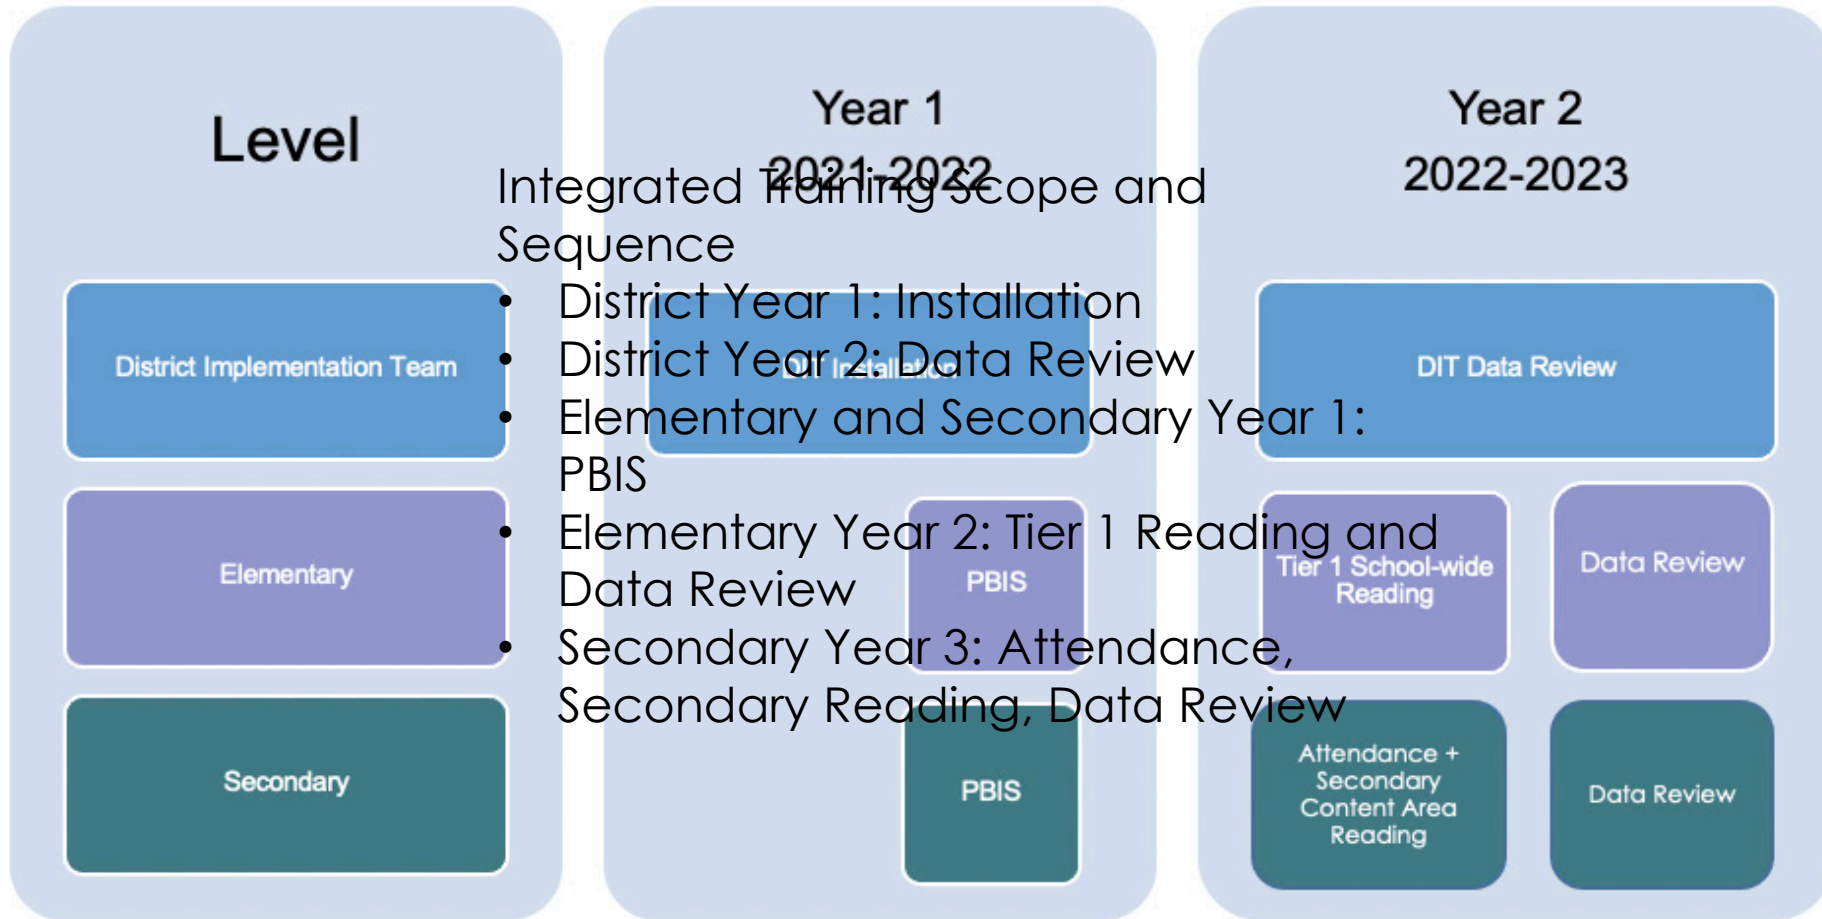 Level
Year 1
2021-2022
Year 2
2022-2023
Integrated Training Scope and
Sequence
• District Year 1: Installation
• District Year 2: Data Review
• Elementary and Secondary Year 1:
PBIS
• Elementary Year 2: Tier 1 Reading and
Data Review
• Secondary Year 3: Attendance,
Secondary Reading, Data Review
District Implementation Team
DIT Installation
DIT Data Review
Elementary
PBIS
Tier 1 School-wide
Reading
Data Review
Secondary
PBIS
Attendance +
Secondary
Content Area
Reading
Data Review